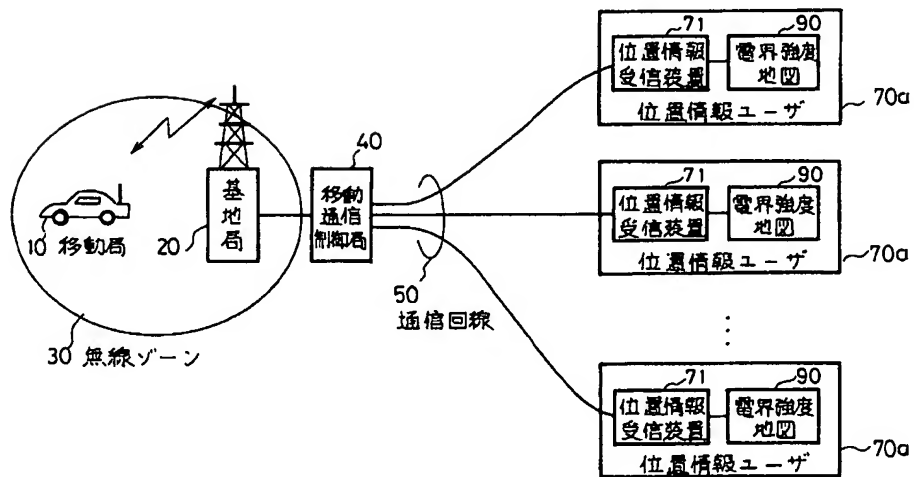 10 移動局
20
基地局
30 無線ゾーン
40
移動通信制御局
50
通信回線
71
位置情報
受信装置
90
電界強度
地図
位置情報ユーザ
70a
71
位置情報
受信装置
90
電界強度
地図
位置情報ユーザ
70a
⋮
71
位置情報
受信装置
90
電界強度
地図
位置情報ユーザ
70a